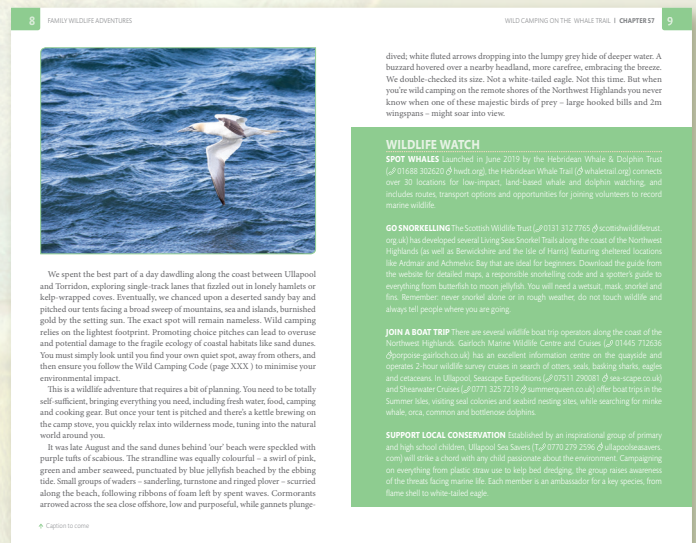 8 FAMILY WILDLIFE ADVENTURES
WILD CAMPING ON THE WHALE TRAIL | CHAPTER 57 9
We spent the best part of a day dawdling along the coast between Ullapool
and Torridon, exploring single-track lanes that fizzled out in lonely hamlets or
kelp-wrapped coves. Eventually, we chanced upon a deserted sandy bay and
pitched our tents facing a broad sweep of mountains, sea and islands, burnished
gold by the setting sun. The exact spot will remain nameless. Wild camping
relies on the lightest footprint. Promoting choice pitches can lead to overuse
and potential damage to the fragile ecology of coastal habitats like sand dunes.
You must simply look until you find your own quiet spot, away from others, and
then ensure you follow the Wild Camping Code (page XXX ) to minimise your
environmental impact.
This is a wildlife adventure that requires a bit of planning. You need to be totally
self-sufficient, bringing everything you need, including fresh water, food, camping
and cooking gear. But once your tent is pitched and there's a kettle brewing on
the camp stove, you quickly relax into wilderness mode, tuning into the natural
world around you.
It was late August and the sand dunes behind 'our' beach were speckled with
purple tufts of scabious. The strandline was equally colourful – a swirl of pink,
green and amber seaweed, punctuated by blue jellyfish beached by the ebbing
tide. Small groups of waders – sanderling, turnstone and ringed plover – scurried
along the beach, following ribbons of foam left by spent waves. Cormorants
arrowed across the sea close offshore, low and purposeful, while gannets plunge-
Caption to come
dived; white fluted arrows dropping into the lumpy grey hide of deeper water. A
buzzard hovered over a nearby headland, more carefree, embracing the breeze.
We double-checked its size. Not a white-tailed eagle. Not this time. But when
you're wild camping on the remote shores of the Northwest Highlands you never
know when one of these majestic birds of prey – large hooked bills and 2m
wingspans – might soar into view.
WILDLIFE WATCH
SPOT WHALES Launched in June 2019 by the Hebridean Whale & Dolphin Trust
(01688 302620 hwdt.org), the Hebridean Whale Trail (whaletrail.org) connects
over 30 locations for low-impact, land-based whale and dolphin watching, and
includes routes, transport options and opportunities for joining volunteers to record
marine wildlife.
GO SNORKELLING The Scottish Wildlife Trust (0131 312 7765 scottishwildlifetrust.
org.uk) has developed several Living Seas Snorkel Trails along the coast of the Northwest
Highlands (as well as Berwickshire and the Isle of Harris) featuring sheltered locations
like Ardmair and Achmelvic Bay that are ideal for beginners. Download the guide from
the website for detailed maps, a responsible snorkelling code and a spotter's guide to
everything from butterfish to moon jellyfish. You will need a wetsuit, mask, snorkel and
fins. Remember: never snorkel alone or in rough weather, do not touch wildlife and
always tell people where you are going.
JOIN A BOAT TRIP There are several wildlife boat trip operators along the coast of the
Northwest Highlands. Gairloch Marine Wildlife Centre and Cruises (01445 712636
porpoise-gairloch.co.uk) has an excellent information centre on the quayside and
operates 2-hour wildlife survey cruises in search of otters, seals, basking sharks, eagles
and cetaceans. In Ullapool, Seascape Expeditions (07511 290081 sea-scape.co.uk)
and Shearwater Cruises (0771 325 7219 summerqueen.co.uk) offer boat trips in the
Summer Isles, visiting seal colonies and seabird nesting sites, while searching for minke
whale, orca, common and bottlenose dolphins.
SUPPORT LOCAL CONSERVATION Established by an inspirational group of primary
and high school children, Ullapool Sea Savers (T 0770 279 2596 ullapoolseasavers.
com) will strike a chord with any child passionate about the environment. Campaigning
on everything from plastic straw use to kelp bed dredging, the group raises awareness
of the threats facing marine life. Each member is an ambassador for a key species, from
flame shell to white-tailed eagle.